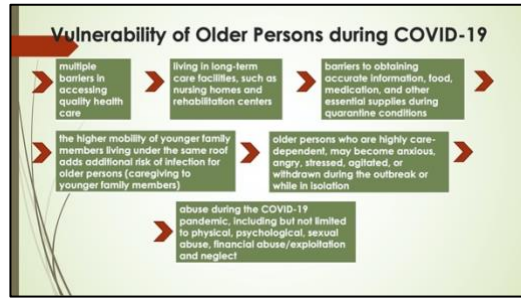 Vulnerability of Older Persons during COVID-19
multiple
barriers in
accessing
quality health
care
living in long-term
care facilities, such as
nursing homes and
rehabilitation centers
barriers to obtaining
accurate information, food,
medication, and other
essential supplies during
quarantine conditions
the higher mobility of younger family
members living under the same roof
adds additional risk of infection for
older persons (caregiving to
younger family members)
older persons who are highly care-
dependent, may become anxious,
angry, stressed, agitated, or
withdrawn during the outbreak or
while in isolation
abuse during the COVID-19
pandemic, including but not limited
to physical, psychological, sexual
abuse, financial abuse/exploitation
and neglect